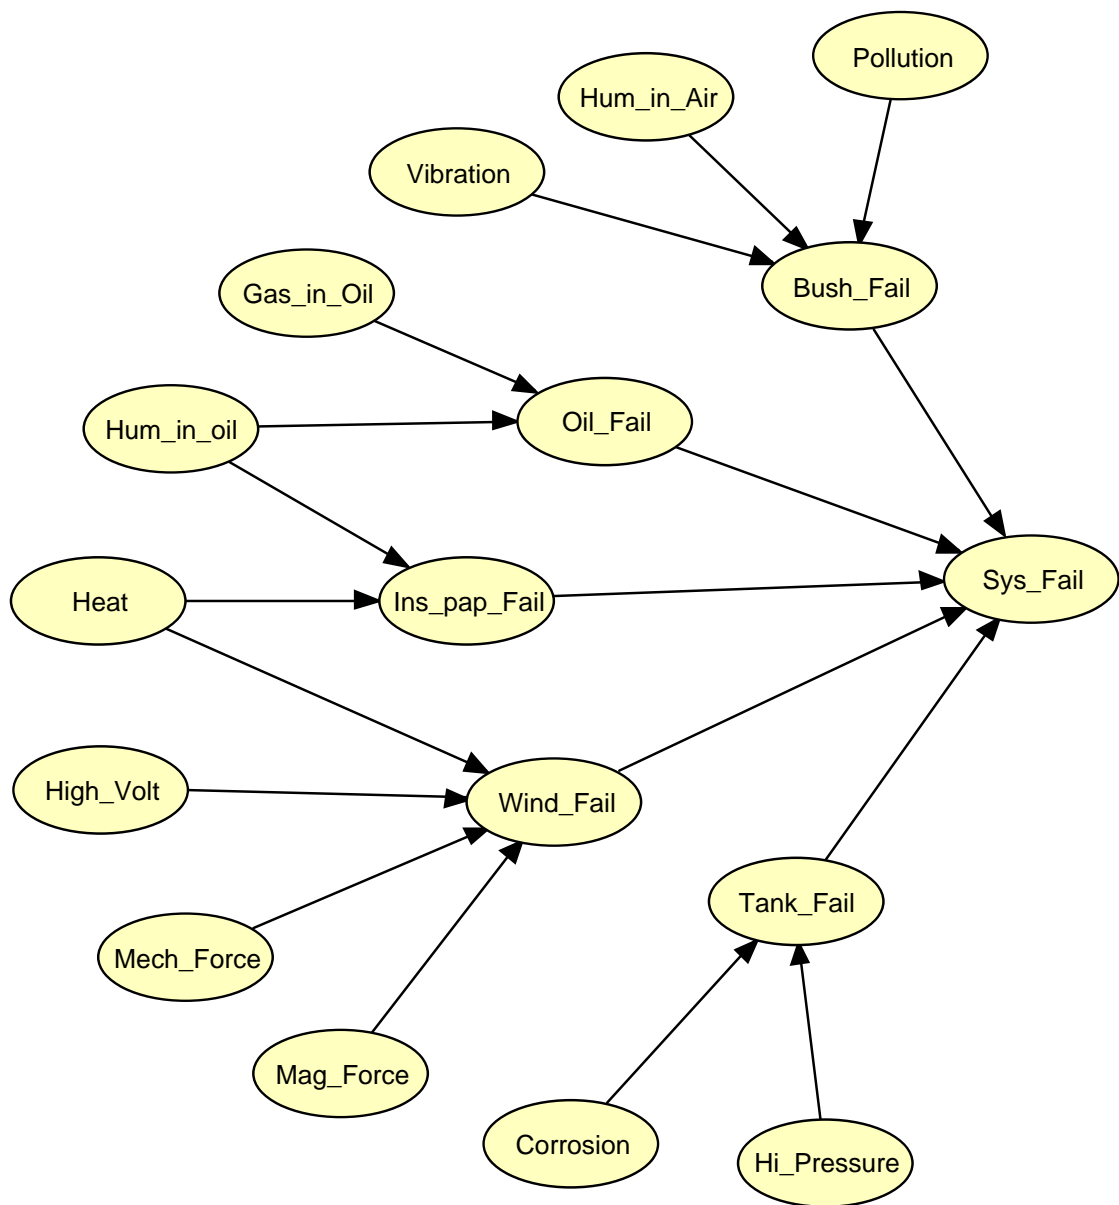 Pollution
Hum_in_Air
Vibration
Bush_Fail
Gas_in_Oil
Oil_Fail
Hum_in_oil
Sys_Fail
Heat
Ins_pap_Fail
High_Volt
Wind_Fail
Tank_Fail
Mech_Force
Mag_Force
Corrosion
Hi_Pressure